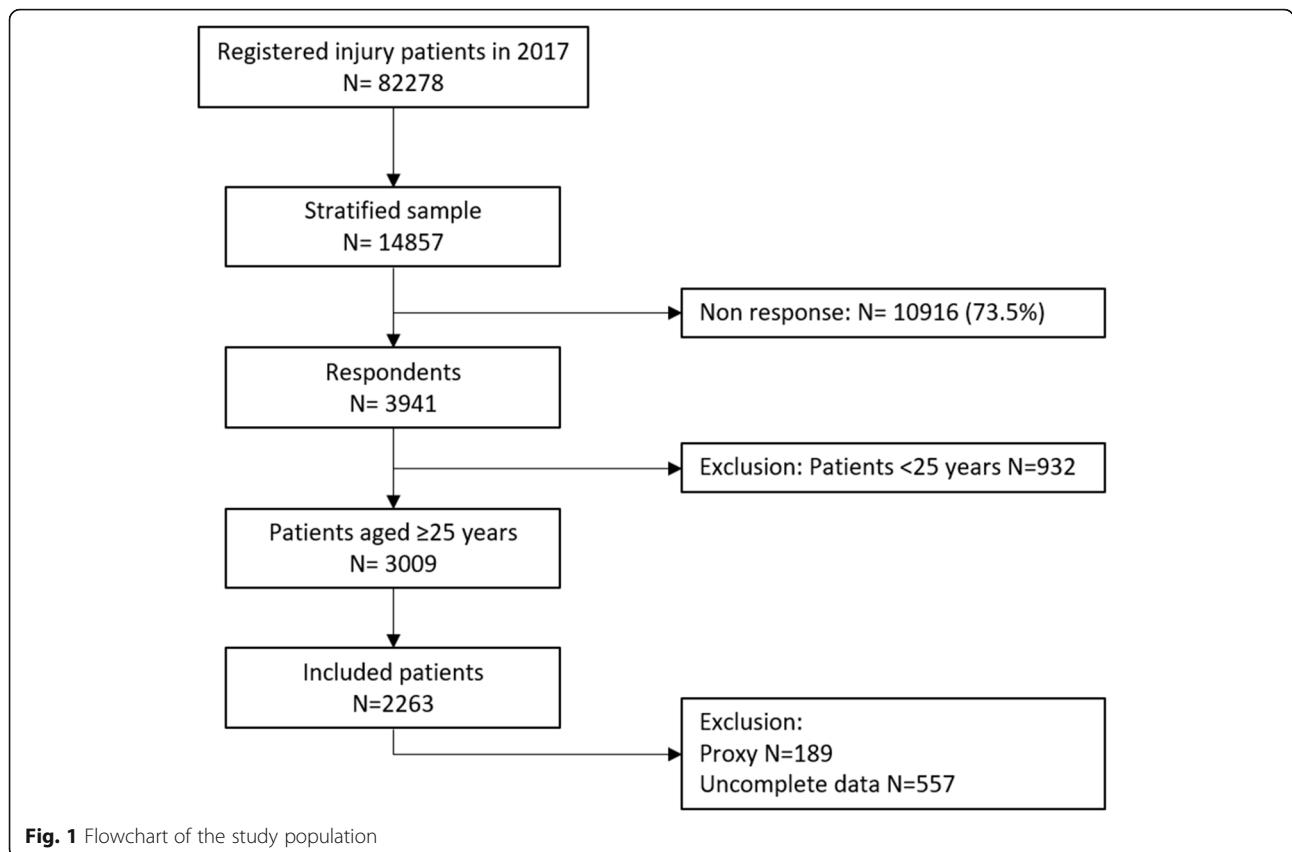 Registered injury patients in 2017
N= 82278
Stratified sample
N= 14857
Non response: N= 10916 (73.5%)
Respondents
N= 3941
Exclusion: Patients <25 years N=932
Patients aged ≥25 years
N= 3009
Included patients
N=2263
Exclusion:
Proxy N=189
Uncomplete data N=557
Fig. 1 Flowchart of the study population